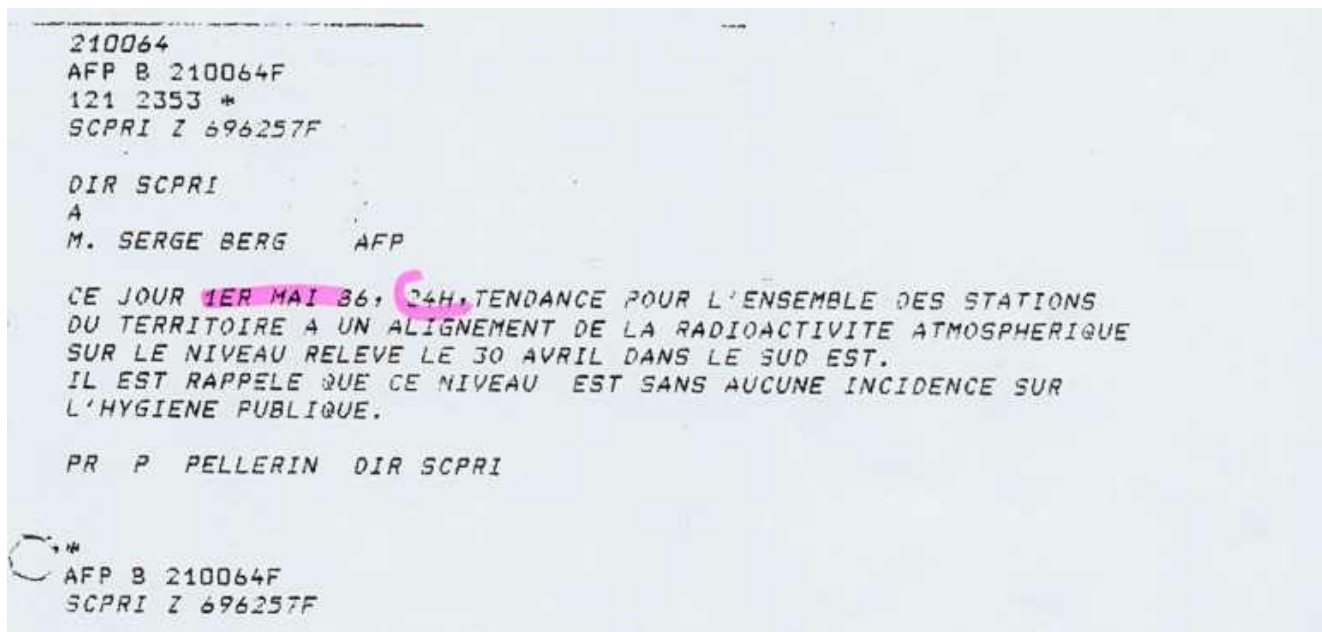 210064
AFP B 210064F
121 2353 *
SCPRI Z 696257F
DIR SCPRI
A
M. SERGE BERG AFP
CE JOUR 1ER MAI 86, 24H, TENDANCE POUR L'ENSEMBLE DES STATIONS
DU TERRITOIRE A UN ALIGNEMENT DE LA RADIOACTIVITE ATMOSPHERIQUE
SUR LE NIVEAU RELEVE LE 30 AVRIL DANS LE SUD EST.
IL EST RAPPELE QUE CE NIVEAU EST SANS AUCUNE INCIDENCE SUR
L'HYGIENE PUBLIQUE.
PR P PELLERIN DIR SCPRI
*
AFP B 210064F
SCPRI Z 696257F